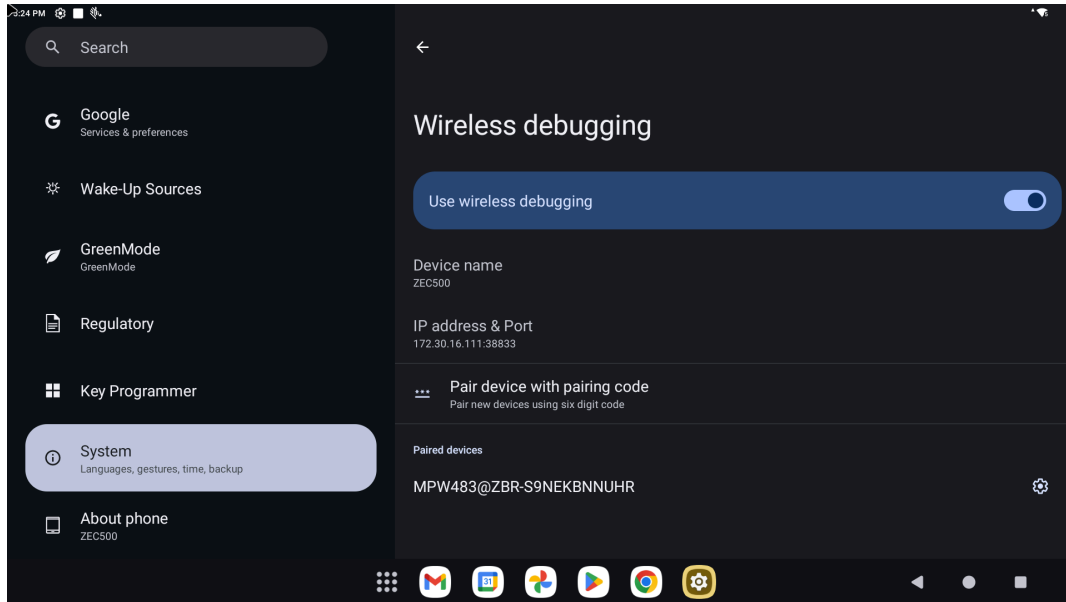 3:24 PM
Search
Google
Services & preferences
Wake-Up Sources
GreenMode
GreenMode
Regulatory
Key Programmer
System
Languages, gestures, time, backup
About phone
ZEC500
Wireless debugging
Use wireless debugging
Device name
ZEC500
IP address & Port
172.30.16.111:38833
Pair device with pairing code
Pair new devices using six digit code
Paired devices
MPW483@ZBR-S9NEKBNNUHR
31